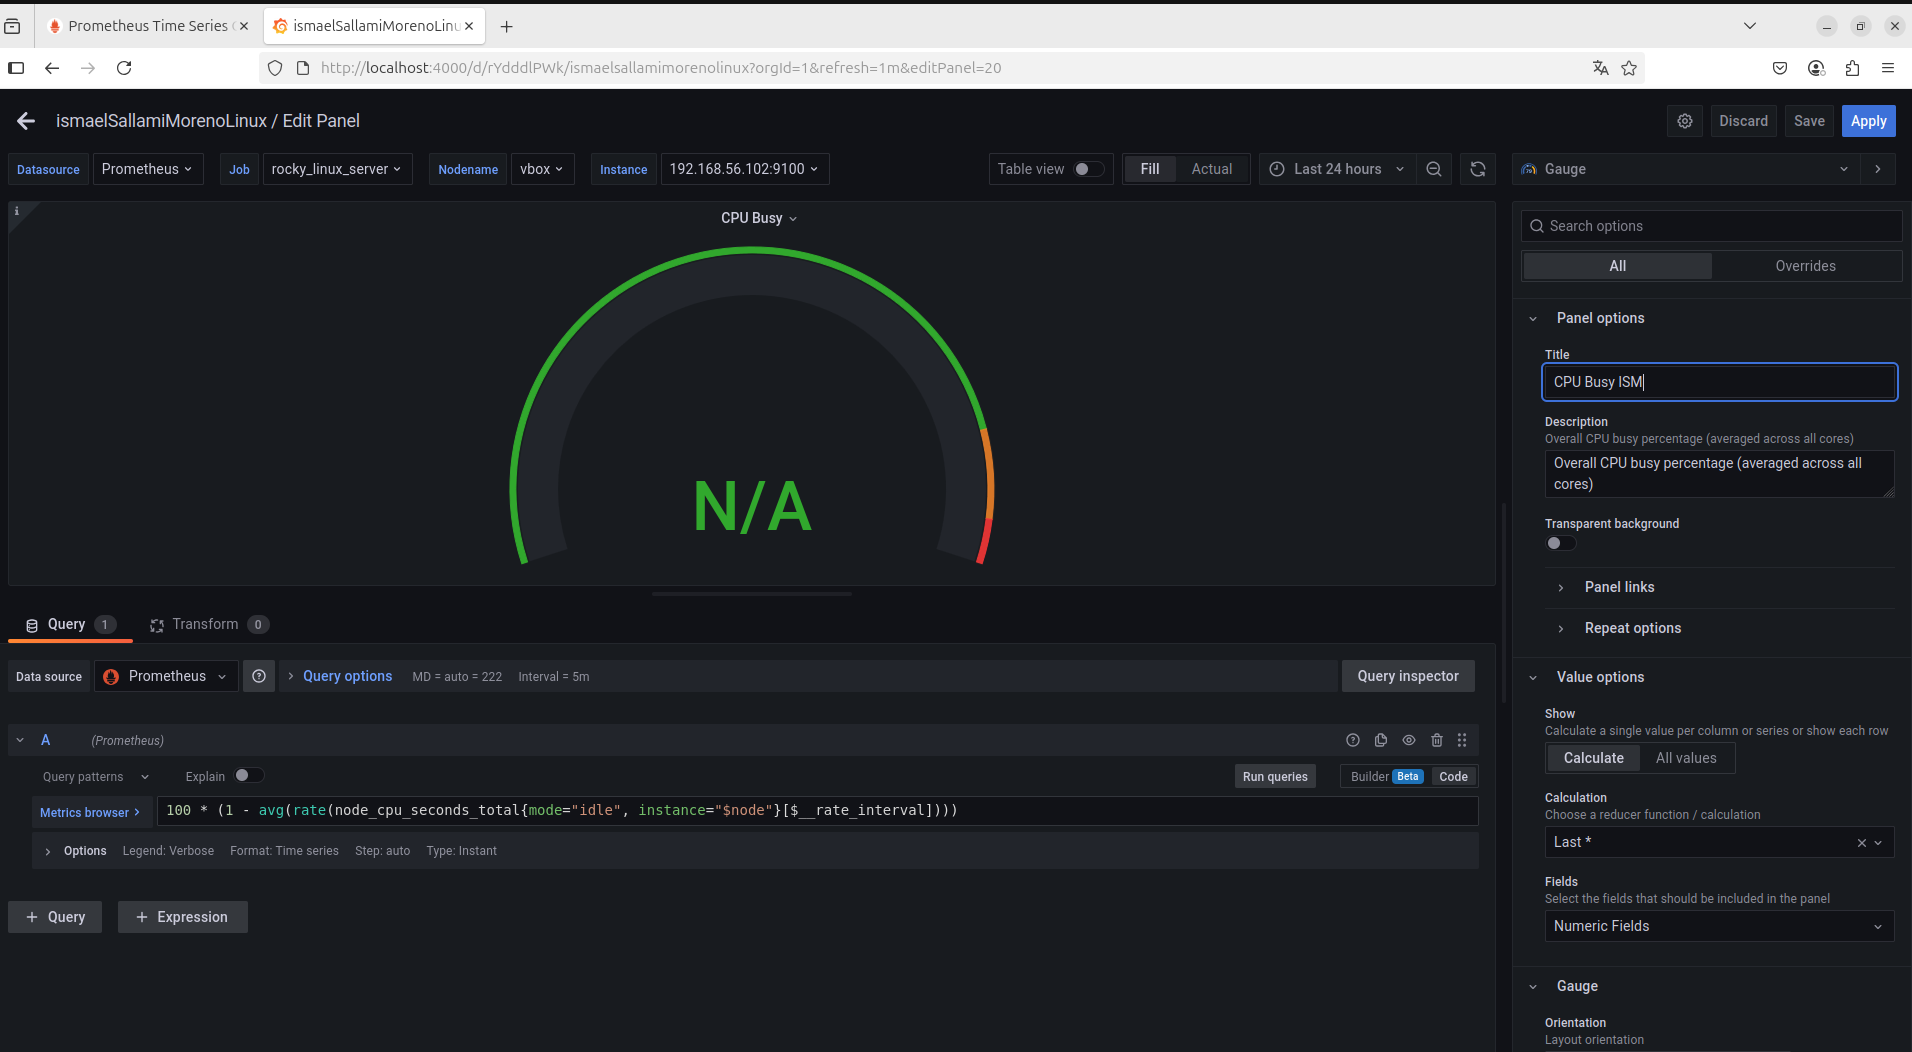 Prometheus Time Series
ismaelSallamiMorenoLinu
http://localhost:4000/d/rYdddlPWk/ismaelsallamimorenolinux?orgId=1&refresh=1m&editPanel=20
ismaelSallamiMorenoLinux / Edit Panel
Discard
Save
Apply
Datasource
Prometheus
Job
rocky_linux_server
Nodename
vbox
Instance
192.168.56.102:9100
Table view
Fill
Actual
Last 24 hours
Gauge
i
CPU Busy
N/A
Query
1
Transform
0
Data source
Prometheus
Query options
MD = auto = 222
Interval = 5m
Query inspector
A
(Prometheus)
Query patterns
Explain
Run queries
Builder
Beta
Code
Metrics browser
100 * (1 - avg(rate(node_cpu_seconds_total{mode="idle", instance="$node"}[$__rate_interval])))
Options
Legend: Verbose
Format: Time series
Step: auto
Type: Instant
+ Query
+ Expression
Search options
All
Overrides
Panel options
Title
CPU Busy ISM
Description
Overall CPU busy percentage (averaged across all cores)
Overall CPU busy percentage (averaged across all
cores)
Transparent background
Panel links
Repeat options
Value options
Show
Calculate a single value per column or series or show each row
Calculate
All values
Calculation
Choose a reducer function / calculation
Last *
Fields
Select the fields that should be included in the panel
Numeric Fields
Gauge
Orientation
Layout orientation